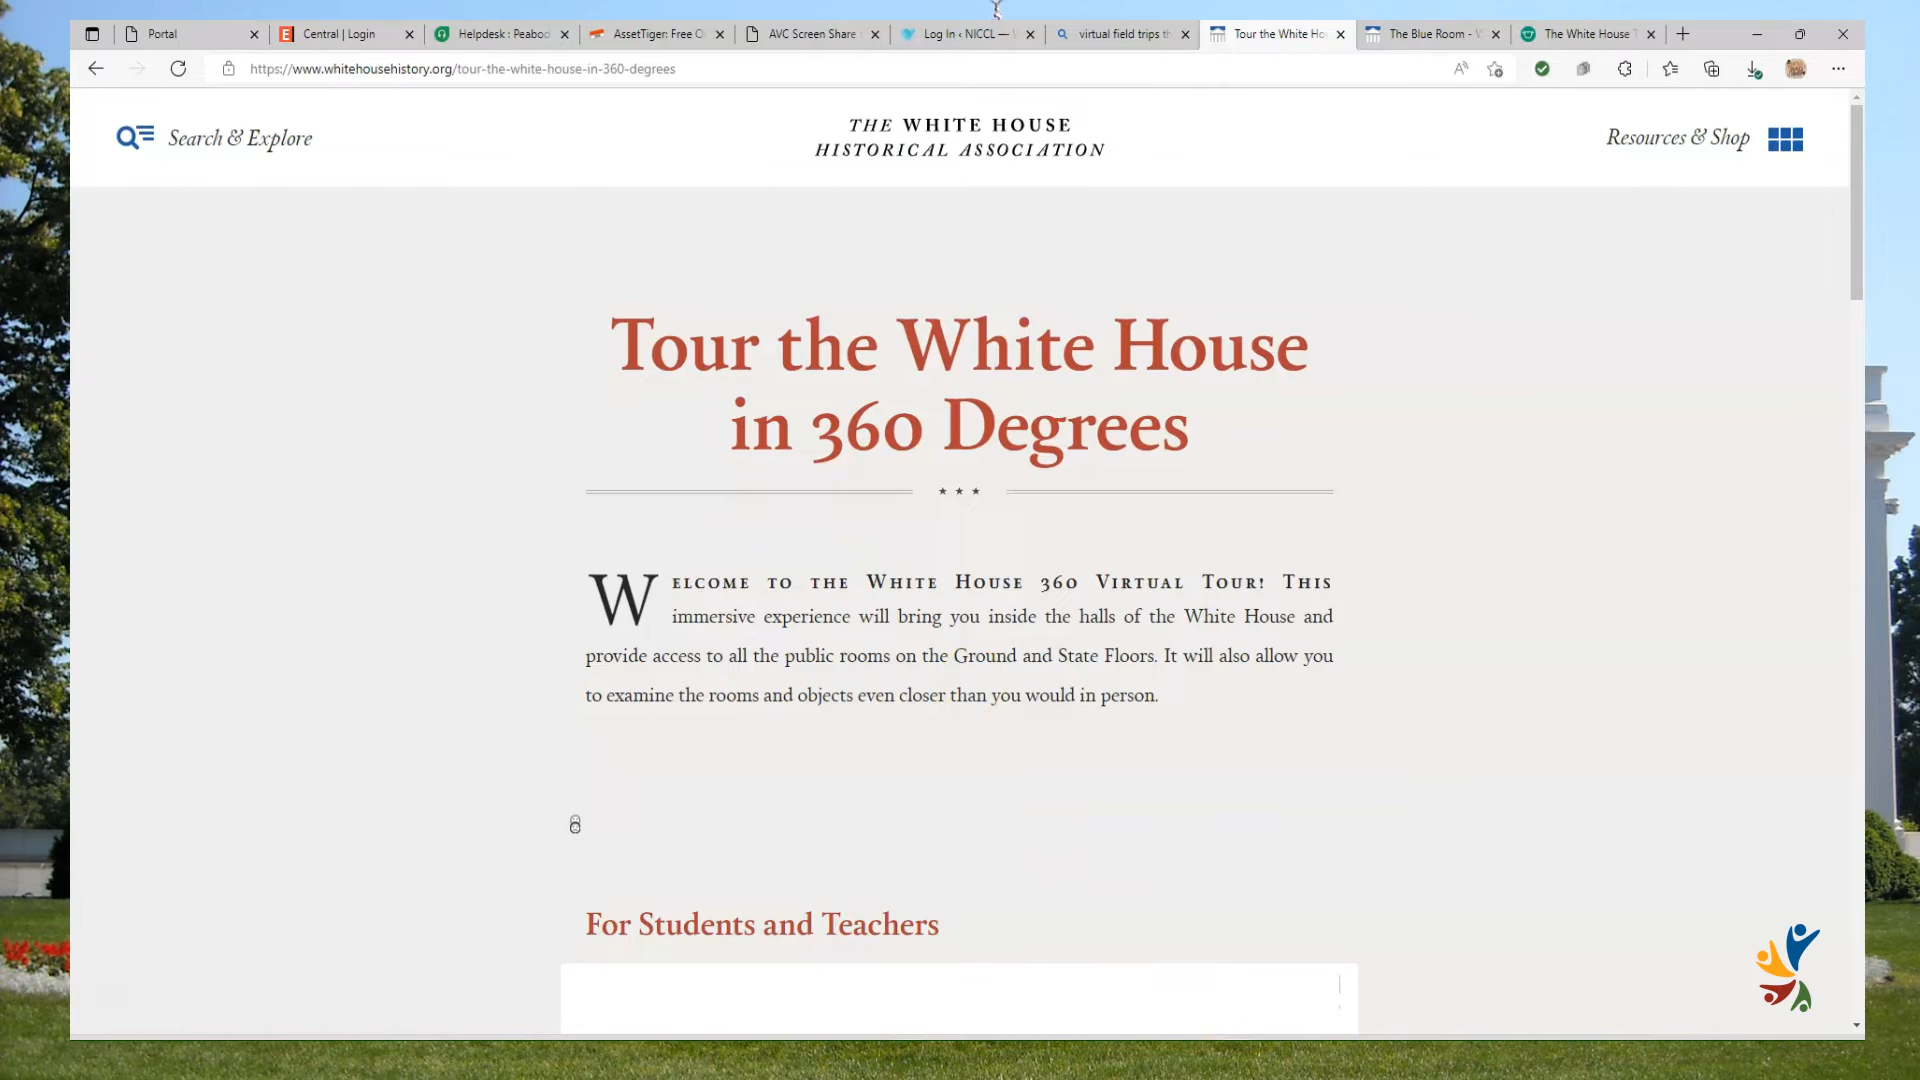 Portal
Central | Login
Helpdesk : Peabod
AssetTiger: Free O
AVC Screen Share
Log In ‹ NICCL —
virtual field trips th
Tour the White Ho
The Blue Room -
The White House T
https://www.whitehousehistory.org/tour-the-white-house-in-360-degrees
Search & Explore
THE WHITE HOUSE
HISTORICAL ASSOCIATION
Resources & Shop
Tour the White House
in 360 Degrees
WELCOME TO THE WHITE HOUSE 360 VIRTUAL TOUR! THIS
immersive experience will bring you inside the halls of the White House and
provide access to all the public rooms on the Ground and State Floors. It will also allow you
to examine the rooms and objects even closer than you would in person.
For Students and Teachers